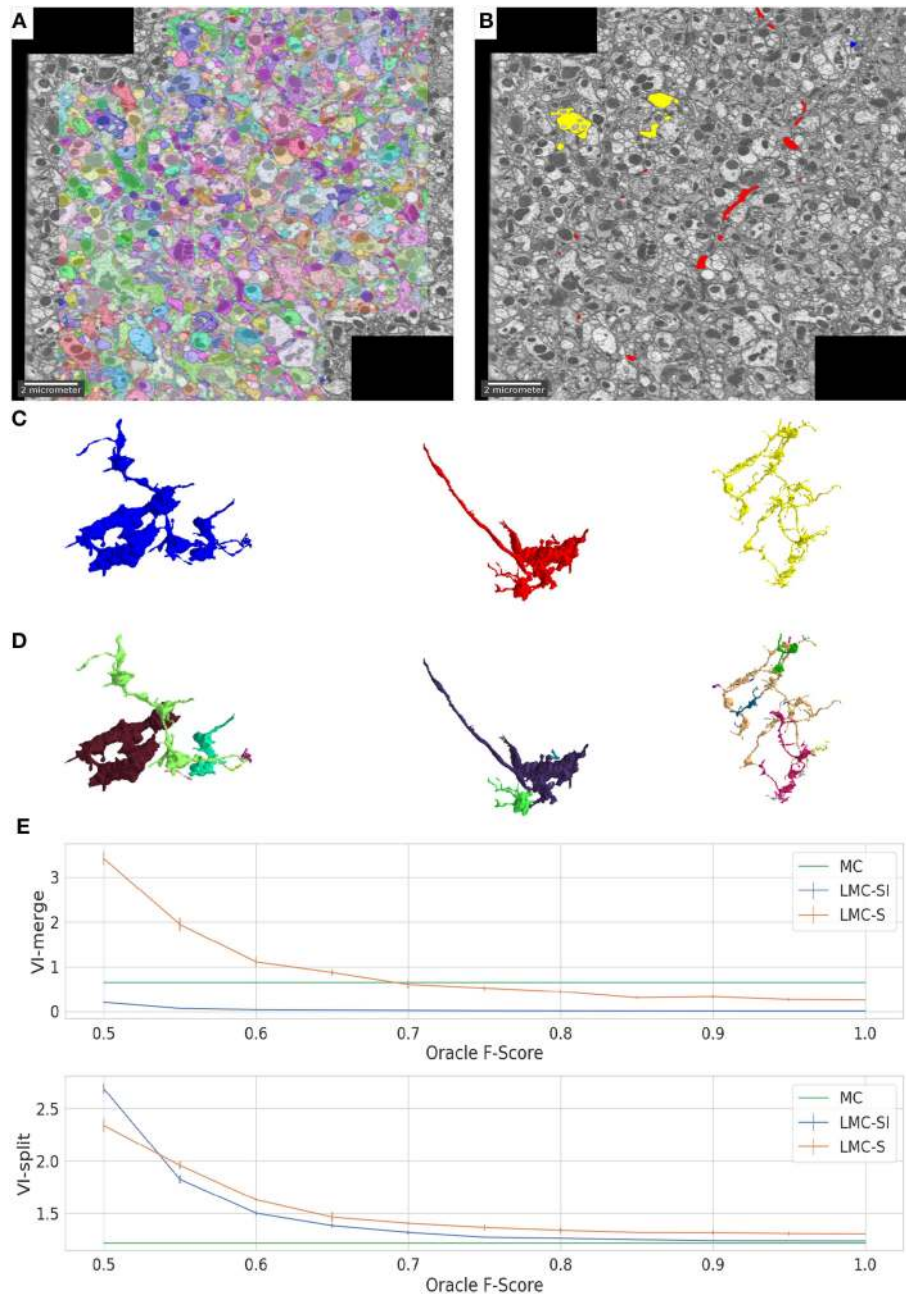 A
B
2 micrometer
2 micrometer
C
D
E
VI-merge
3
2
1
0
MC
LMC-SI
LMC-S
0.5 0.6 0.7 0.8 0.9 1.0
Oracle F-Score
VI-split
2.5
2.0
1.5
MC
LMC-SI
LMC-S
0.5 0.6 0.7 0.8 0.9 1.0
Oracle F-Score